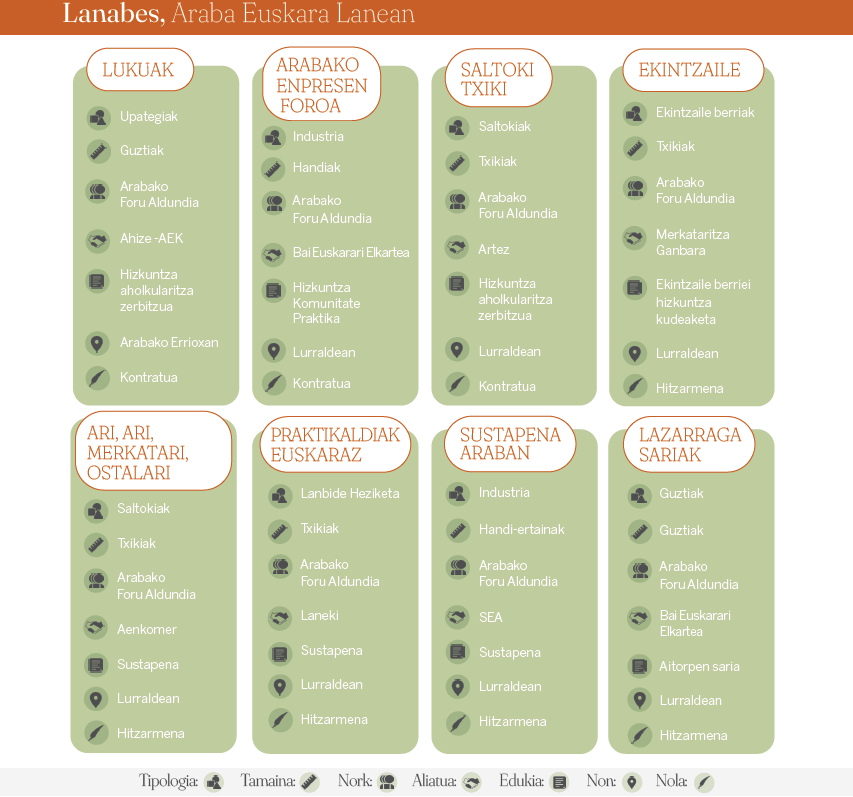 Lanabes, Araba Euskara Lanean
LUKUAK
Upategiak
Guztiak
Arabako
Foru Aldundia
Ahize -AEK
Hizkuntza
aholkularitza
zerbitzua
Arabako Errioxan
Kontratua
ARABAKO
ENPRESEN
FOROA
Industria
Handiak
Arabako
Foru Aldundia
Bai Euskarari Elkartea
Hizkuntza
Komunitate
Praktika
Lurraldean
Kontratua
SALTOKI
TXIKI
Saltokiak
Txikiak
Arabako
Foru Aldundia
Artez
Hizkuntza
aholkularitza
zerbitzua
Lurraldean
Kontratua
EKINTZAILE
Ekintzaile berriak
Txikiak
Arabako
Foru Aldundia
Merkataritza
Ganbara
Ekintzaile berriei
hizkuntza
kudeaketa
Lurraldean
Hitzarmena
ARI, ARI,
MERKATARI,
OSTALARI
Saltokiak
Txikiak
Arabako
Foru Aldundia
Aenkomer
Sustapena
Lurraldean
Hitzarmena
PRAKTIKALDIAK
EUSKARAZ
Lanbide Heziketa
Txikiak
Arabako
Foru Aldundia
Laneki
Sustapena
Lurraldean
Hitzarmena
SUSTAPENA
ARABAN
Industria
Handi-ertainak
Arabako
Foru Aldundia
SEA
Sustapena
Lurraldean
Hitzarmena
LAZARRAGA
SARIAK
Guztiak
Guztiak
Arabako
Foru Aldundia
Bai Euskarari
Elkartea
Aitorpen saria
Lurraldean
Hitzarmena
Tipologia: Tamaina: Nork: Aliatua: Edukia: Non: Nola: